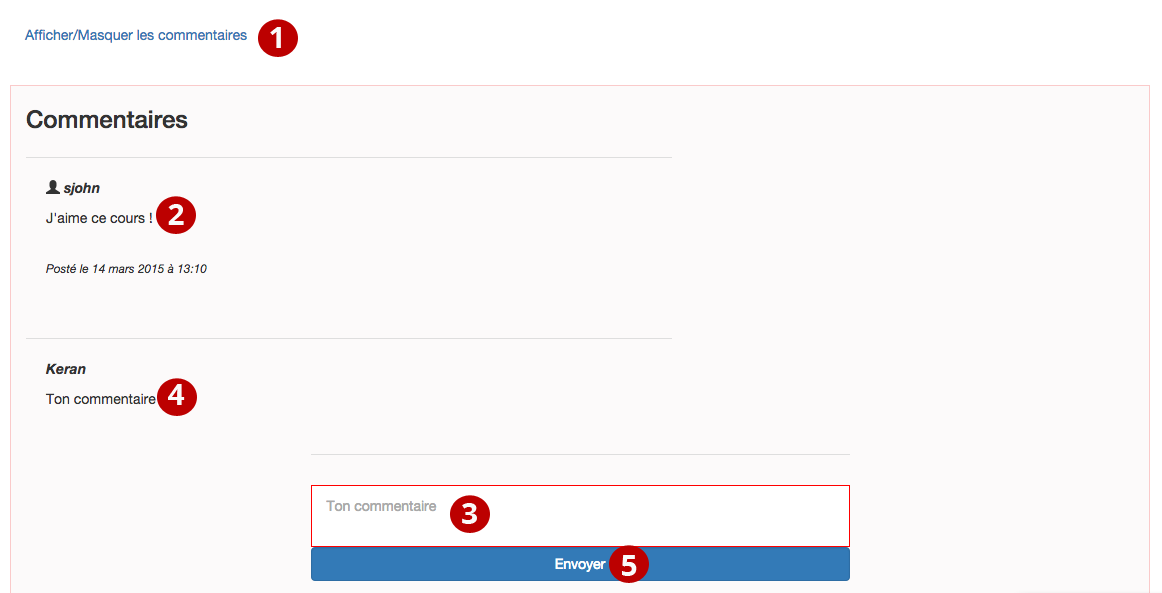 Afficher/Masquer les commentaires 1
Commentaires
sjohn
J'aime ce cours ! 2
Posté le 14 mars 2015 à 13:10
Keran
Ton commentaire 4
Ton commentaire 3
Envoyer 5